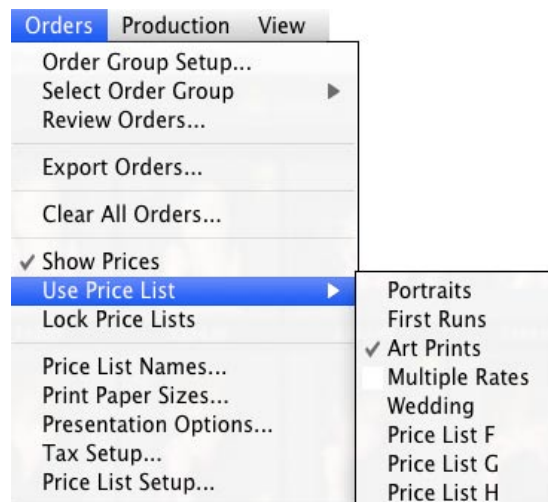 Orders Production View
Order Group Setup...
Select Order Group
Review Orders...
Export Orders...
Clear All Orders...
✓ Show Prices
Use Price List
Lock Price Lists
Price List Names...
Print Paper Sizes...
Presentation Options...
Tax Setup...
Price List Setup...
Portraits
First Runs
✓ Art Prints
Multiple Rates
Wedding
Price List F
Price List G
Price List H